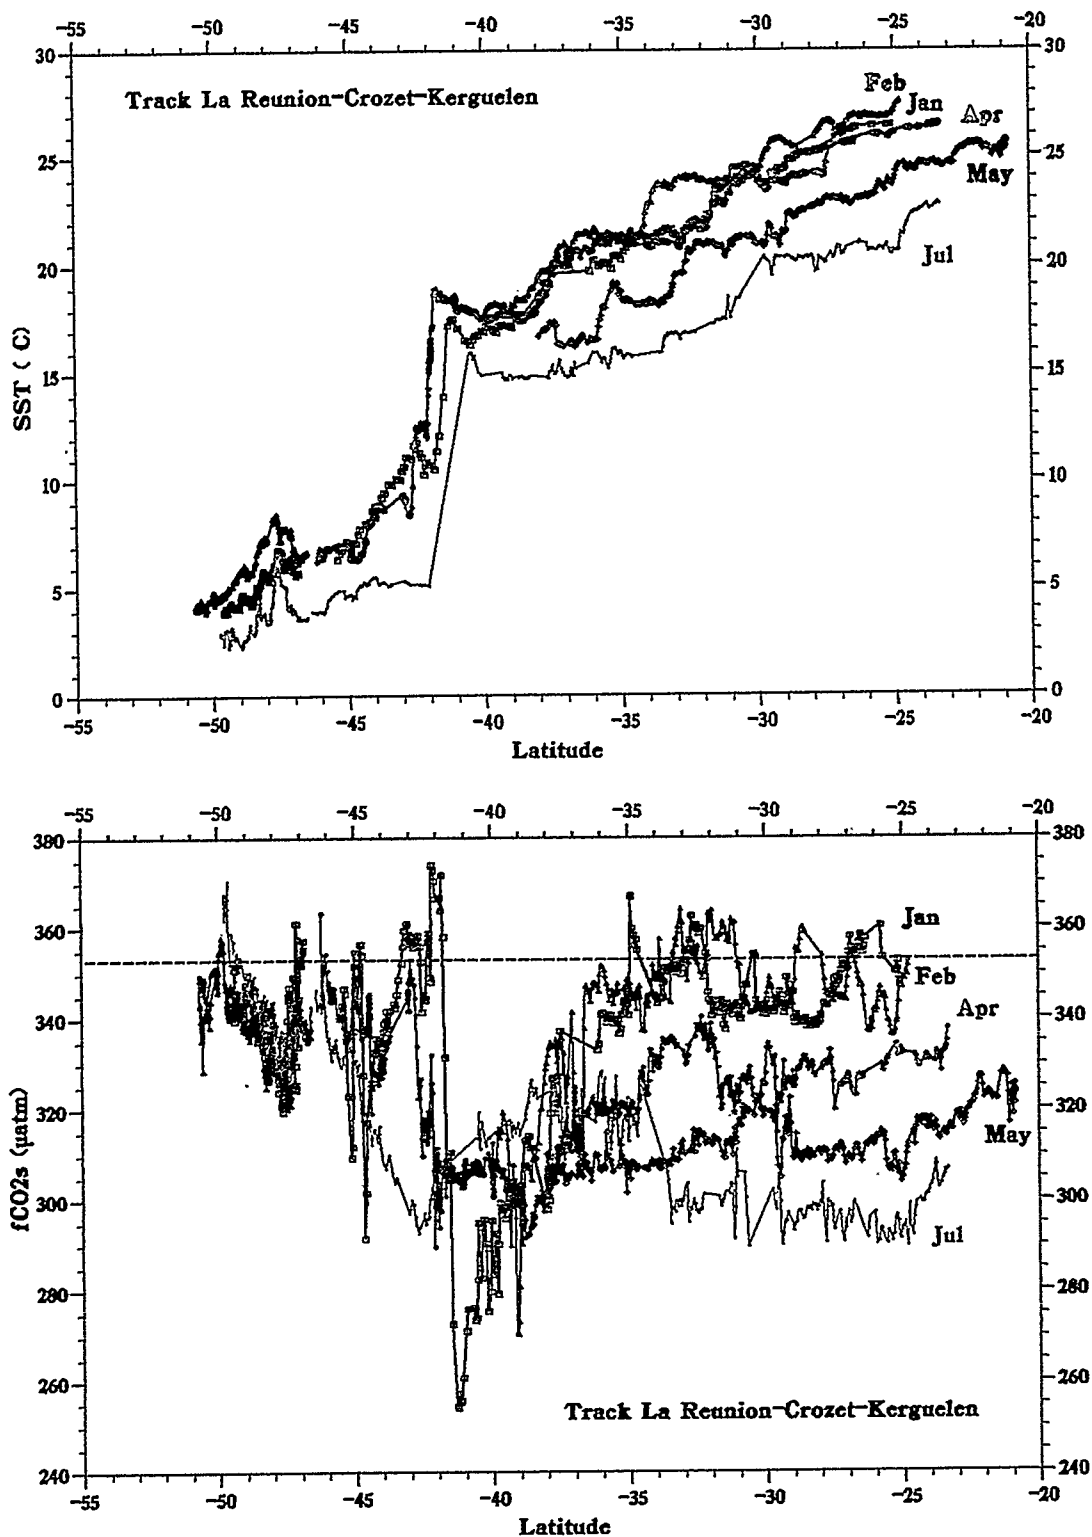 -55 -50 -45 -40 -35 -30 -25 -20
30 30
Track La Reunion-Crozet-Kerguelen
Feb
Jan
Apr
25 25
May
20 20
Jul
SST ( C)
15 15
10 10
5 5
0 0
-55 -50 -45 -40 -35 -30 -25 -20
Latitude
-55 -50 -45 -40 -35 -30 -25 -20
380 380
360 360
Jan
Feb
340 340
Apr
320 320
May
fCO2s (µatm)
300 300
Jul
280 280
260 260
Track La Reunion-Crozet-Kerguelen
240 240
-55 -50 -45 -40 -35 -30 -25 -20
Latitude